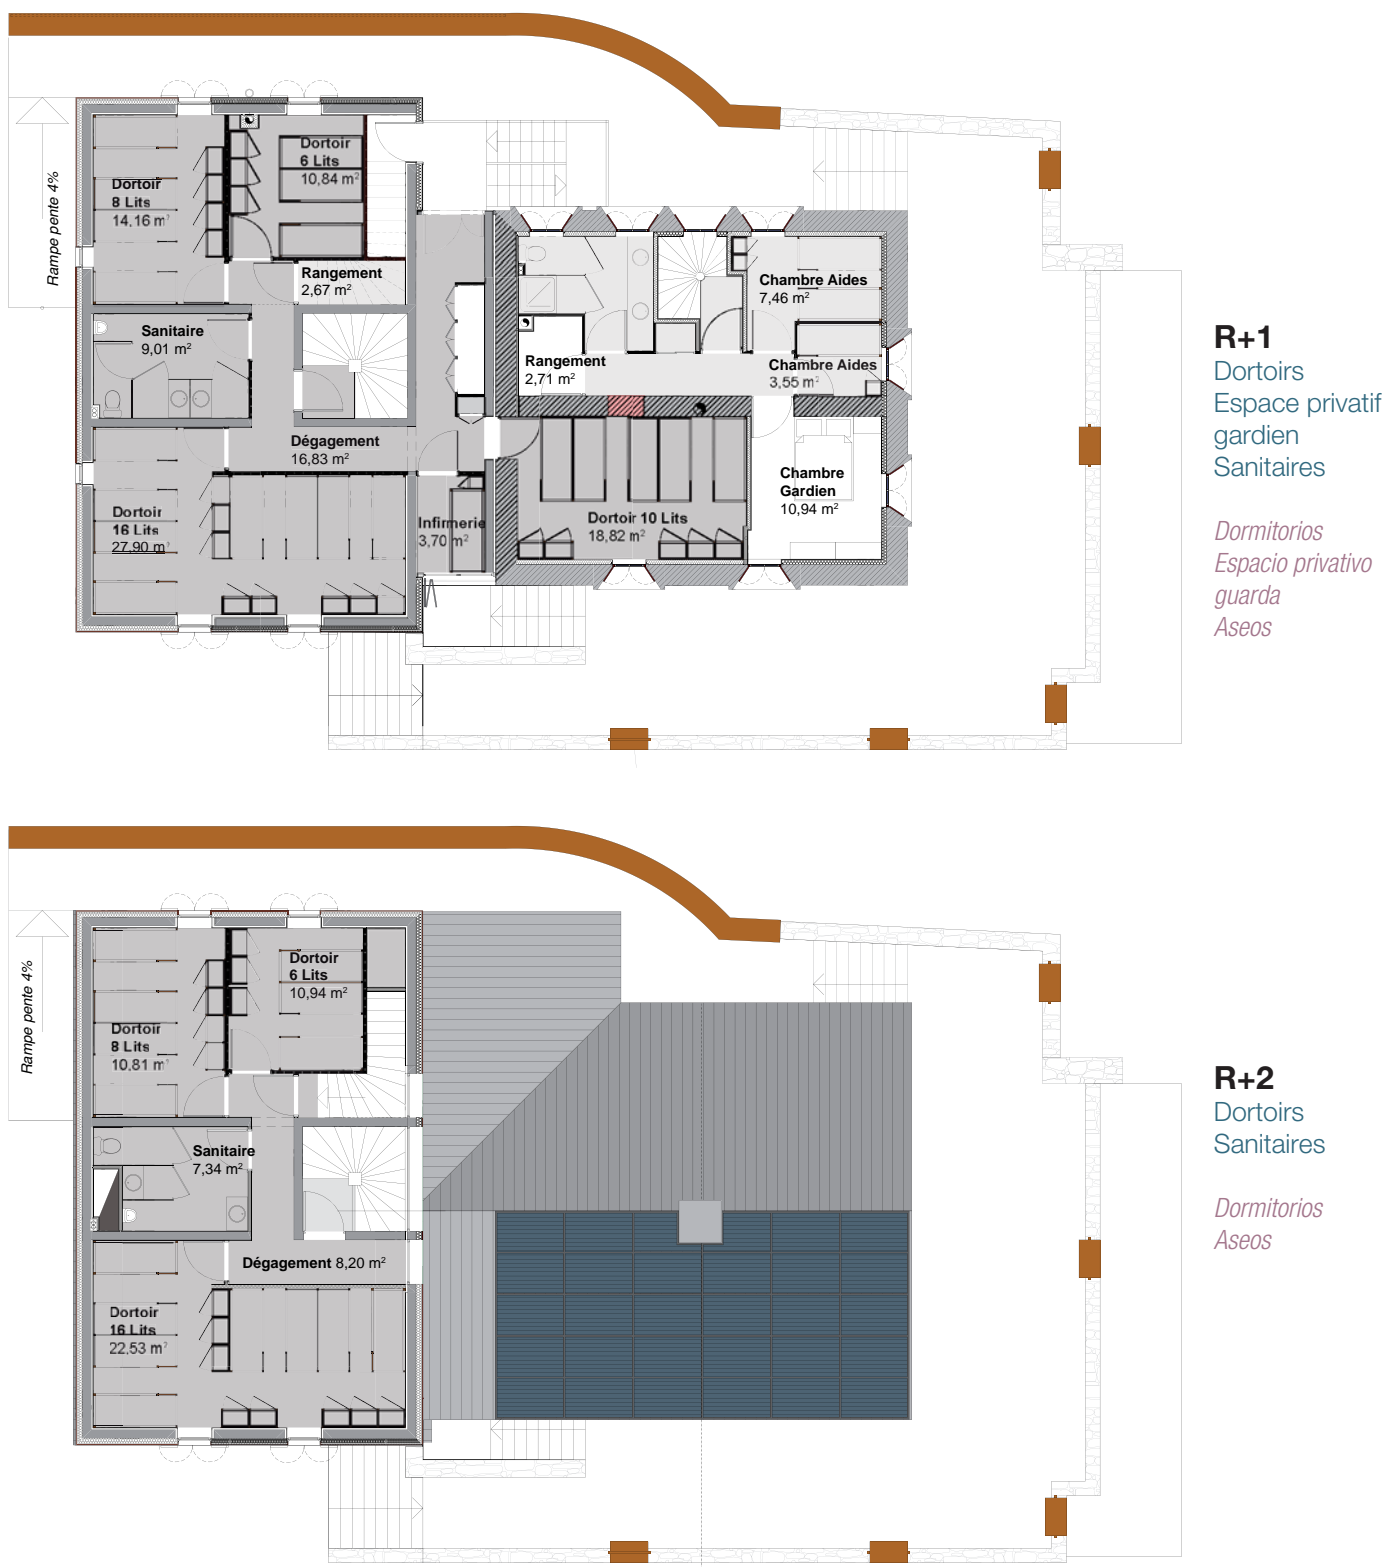 Rampe pente 4%
Dortoir
8 Lits
14,16 m²
Dortoir
6 Lits
10,84 m²
Rangement
2,67 m²
Sanitaire
9,01 m²
Dégagement
16,83 m²
Dortoir
16 Lits
27,90 m²
Infirmerie
3,70 m²
Rangement
2,71 m²
Chambre Aides
7,46 m²
Chambre Aides
3,55 m²
Dortoir 10 Lits
18,82 m²
Chambre
Gardien
10,94 m²
R+1
Dortoirs
Espace privatif
gardien
Sanitaires
Dormitorios
Espacio privativo
guarda
Aseos
Rampe pente 4%
Dortoir
8 Lits
10,81 m²
Dortoir
6 Lits
10,94 m²
Sanitaire
7,34 m²
Dégagement 8,20 m²
Dortoir
16 Lits
22,53 m²
R+2
Dortoirs
Sanitaires
Dormitorios
Aseos